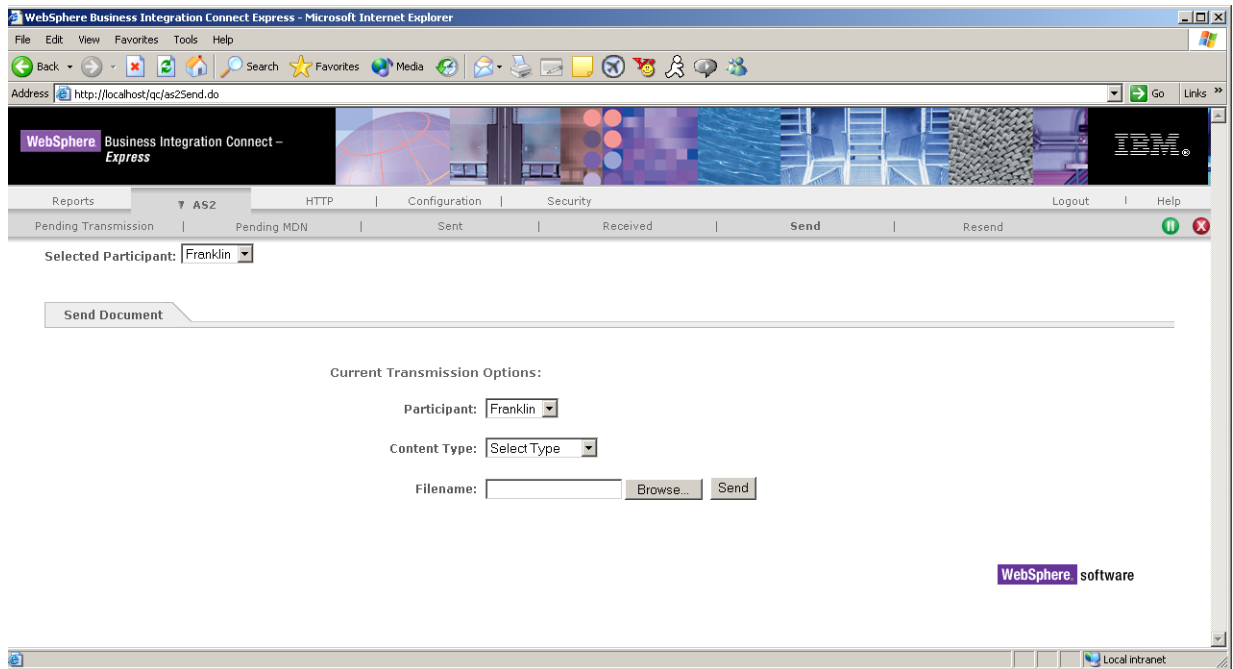 WebSphere Business Integration Connect Express - Microsoft Internet Explorer
File Edit View Favorites Tools Help
Back Search Favorites Media
Address http://localhost/qc/as2Send.do Go Links »
WebSphere. Business Integration Connect –
Express
IBM®
Reports AS2 HTTP | Configuration | Security Logout | Help
Pending Transmission | Pending MDN | Sent | Received | Send | Resend
Selected Participant: Franklin
Send Document
Current Transmission Options:
Participant: Franklin
Content Type: Select Type
Filename: Browse... Send
WebSphere. software
Local intranet